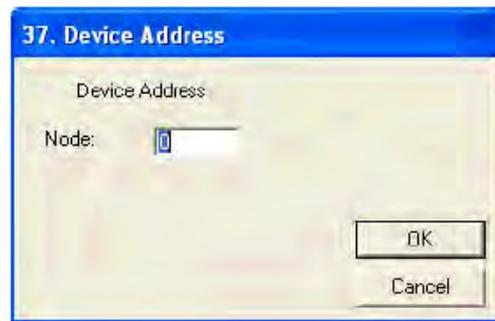 37. Device Address
Device Address
Node: 0
OK
Cancel